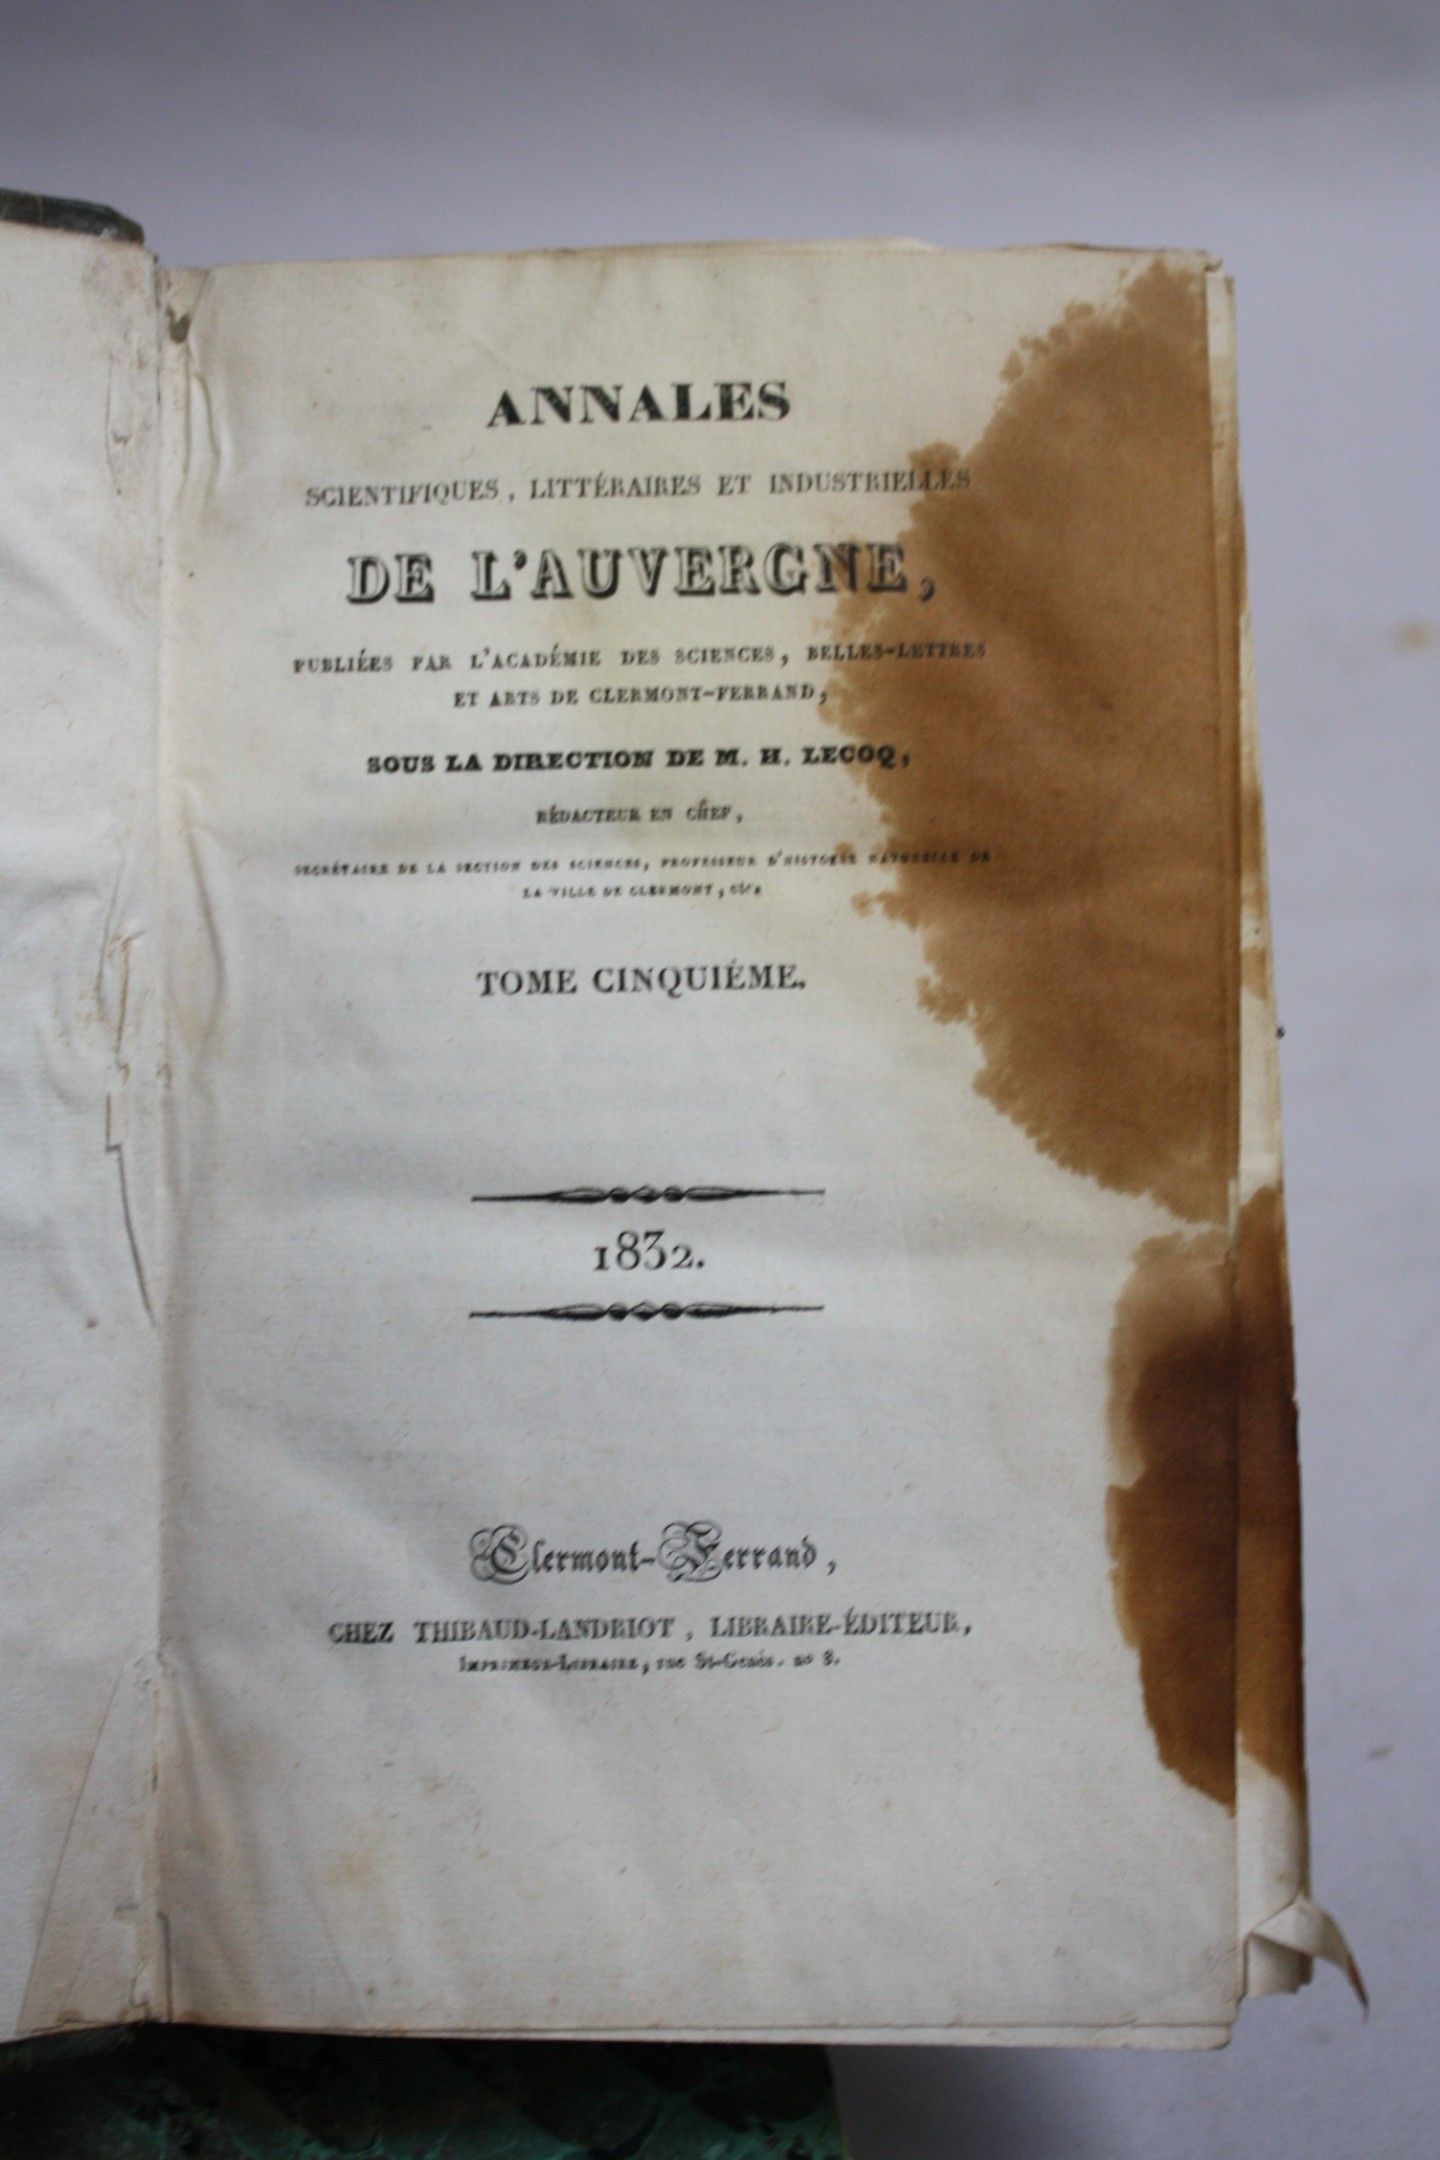 ANNALES
SCIENTIFIQUES, LITTÉRAIRES ET INDUSTRIELLES
DE L'AUVERGNE,
PUBLIÉES PAR L'ACADÉMIE DES SCIENCES, BELLES-LETTRES
ET ARTS DE CLERMONT-FERRAND,
SOUS LA DIRECTION DE M. H. LECOQ,
RÉDACTEUR EN CHEF,
SECRÉTAIRE DE LA SECTION DES SCIENCES, PROFESSEUR D'HISTOIRE NATURELLE DE
LA VILLE DE CLERMONT, etc.
TOME CINQUIÈME.
1832.
Clermont-Ferrand,
CHEZ THIBAUD-LANDRIOT, LIBRAIRE-ÉDITEUR,
IMPRIMEUR-LIBRAIRE, rue St-Genès, no 8.